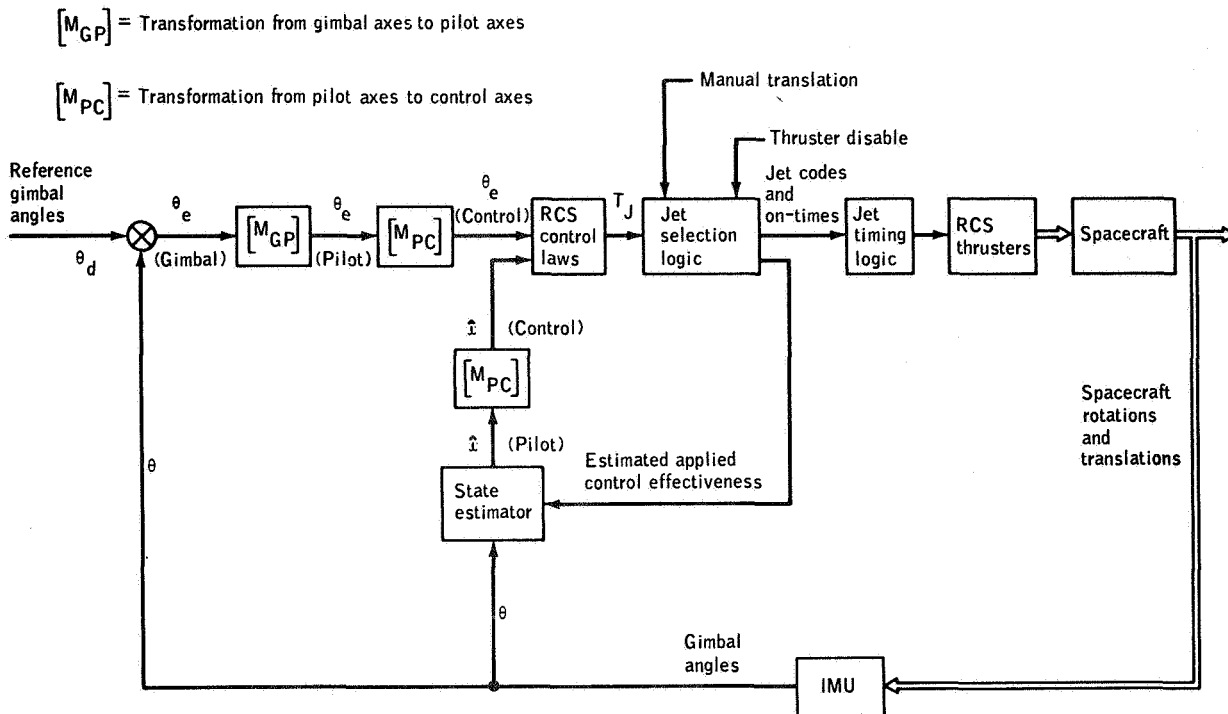 [M_GP] = Transformation from gimbal axes to pilot axes
[M_PC] = Transformation from pilot axes to control axes
Manual translation
Thruster disable
Reference
gimbal
angles
θ_d
θ_e
(Gimbal)
[M_GP]
θ_e
(Pilot)
[M_PC]
θ_e
(Control)
RCS
control
laws
T_J
Jet
selection
logic
Jet codes
and
on-times
Jet
timing
logic
RCS
thrusters
Spacecraft
x̂ (Control)
[M_PC]
x̂ (Pilot)
State
estimator
Estimated applied
control effectiveness
Spacecraft
rotations
and
translations
θ
θ
Gimbal
angles
IMU